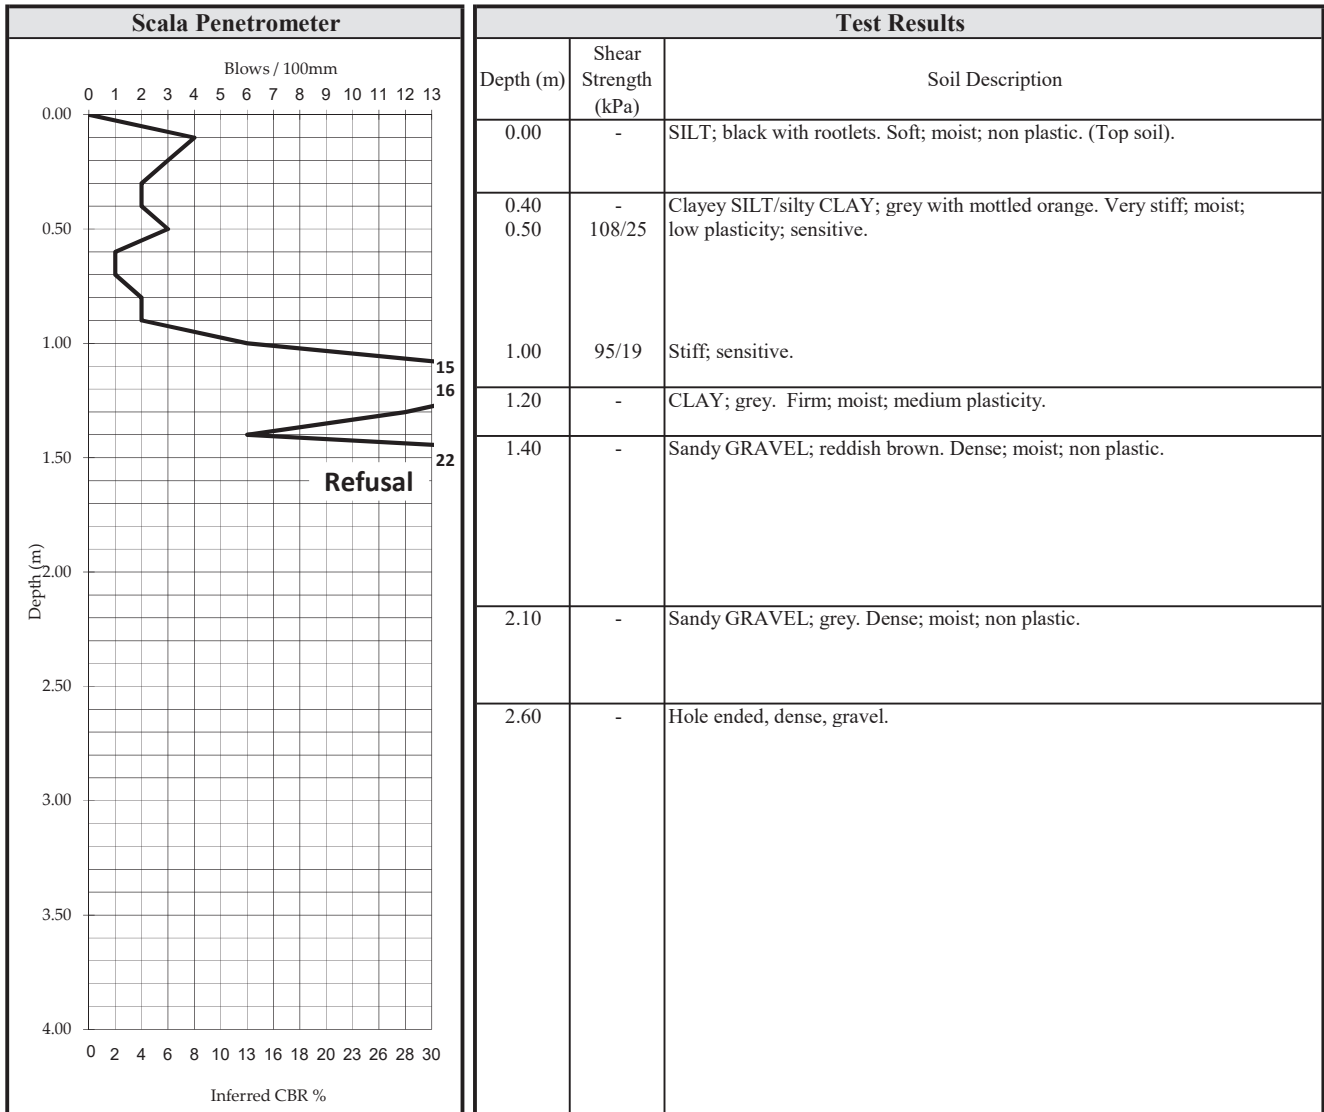 Scala Penetrometer
Blows / 100mm
0 1 2 3 4 5 6 7 8 9 10 11 12 13
0.00
0.50
1.00
15
16
1.50
22
Refusal
Depth (m)
2.00
2.50
3.00
3.50
4.00
0 2 4 6 8 10 13 16 18 20 23 26 28 30
Inferred CBR %
Test Results
Depth (m) Shear Strength (kPa) Soil Description
0.00 - SILT; black with rootlets. Soft; moist; non plastic. (Top soil).
0.40 - Clayey SILT/silty CLAY; grey with mottled orange. Very stiff; moist;
0.50 108/25 low plasticity; sensitive.
1.00 95/19 Stiff; sensitive.
1.20 - CLAY; grey. Firm; moist; medium plasticity.
1.40 - Sandy GRAVEL; reddish brown. Dense; moist; non plastic.
2.10 - Sandy GRAVEL; grey. Dense; moist; non plastic.
2.60 - Hole ended, dense, gravel.